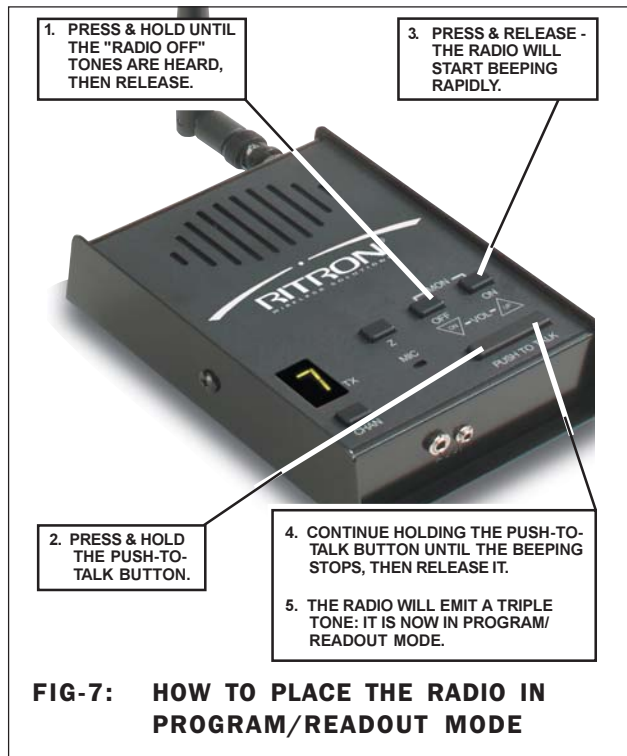 1. PRESS & HOLD UNTIL
THE "RADIO OFF"
TONES ARE HEARD,
THEN RELEASE.
3. PRESS & RELEASE -
THE RADIO WILL
START BEEPING
RAPIDLY.
RITRON
WIRELESS SOLUTIONS
MON
OFF
ON
DN
VOL
UP
Z
MIC
PUSH TO TALK
7
TX
CHAN
2. PRESS & HOLD
THE PUSH-TO-
TALK BUTTON.
4. CONTINUE HOLDING THE PUSH-TO-
TALK BUTTON UNTIL THE BEEPING
STOPS, THEN RELEASE IT.
5. THE RADIO WILL EMIT A TRIPLE
TONE: IT IS NOW IN PROGRAM/
READOUT MODE.
FIG-7: HOW TO PLACE THE RADIO IN
PROGRAM/READOUT MODE